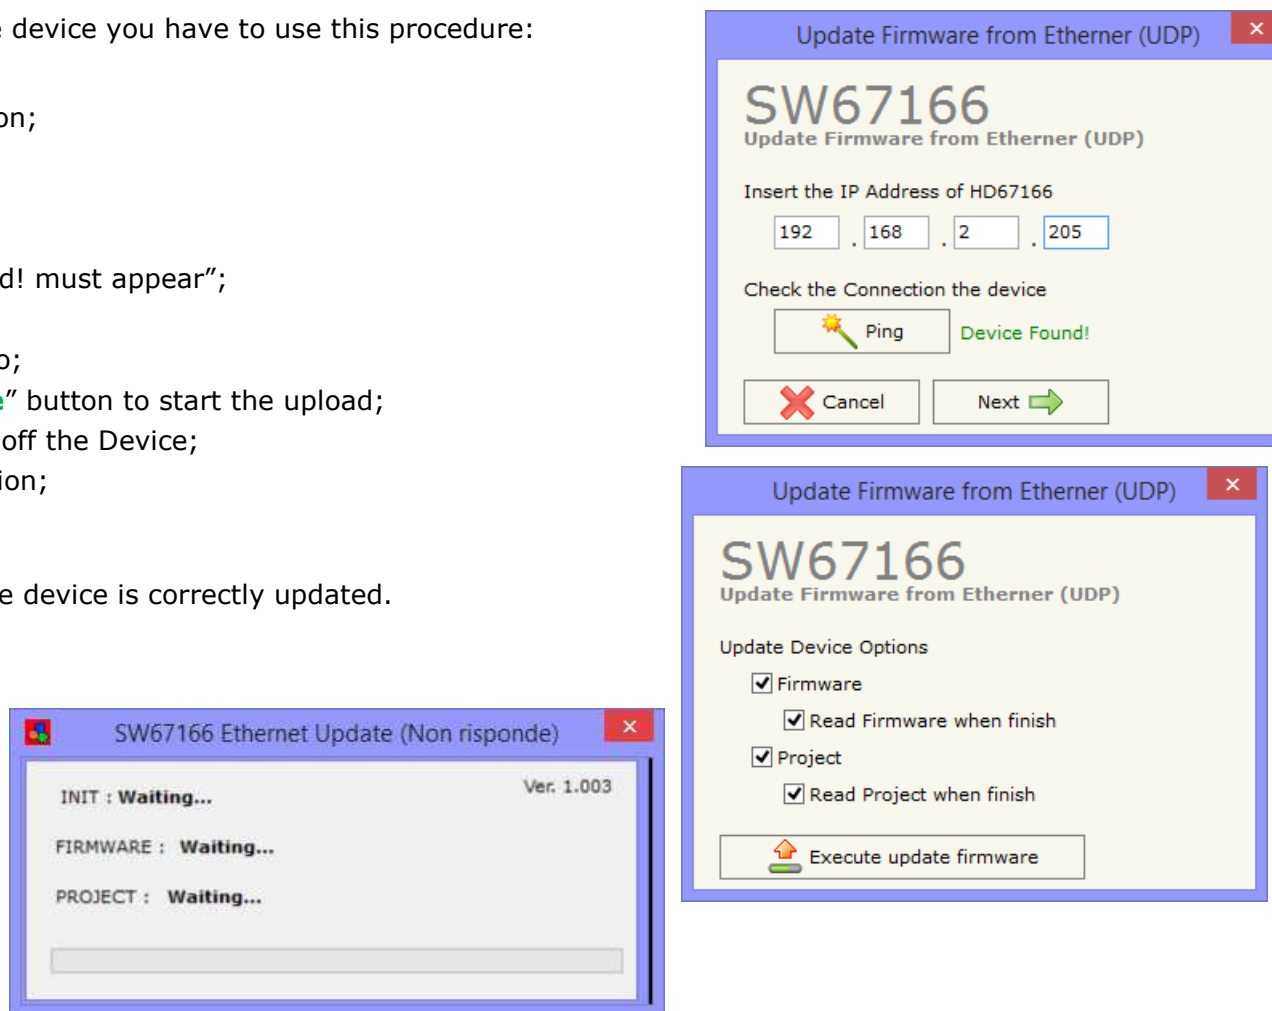 device you have to use this procedure:
on;
d! must appear”;
o;
e” button to start the upload;
off the Device;
ion;
e device is correctly updated.
Update Firmware from Etherner (UDP)
SW67166
Update Firmware from Etherner (UDP)
Insert the IP Address of HD67166
192 . 168 . 2 . 205
Check the Connection the device
Ping Device Found!
Cancel Next
Update Firmware from Etherner (UDP)
SW67166
Update Firmware from Etherner (UDP)
Update Device Options
Firmware
Read Firmware when finish
Project
Read Project when finish
Execute update firmware
SW67166 Ethernet Update (Non risponde)
Ver. 1.003
INIT : Waiting...
FIRMWARE : Waiting...
PROJECT : Waiting...